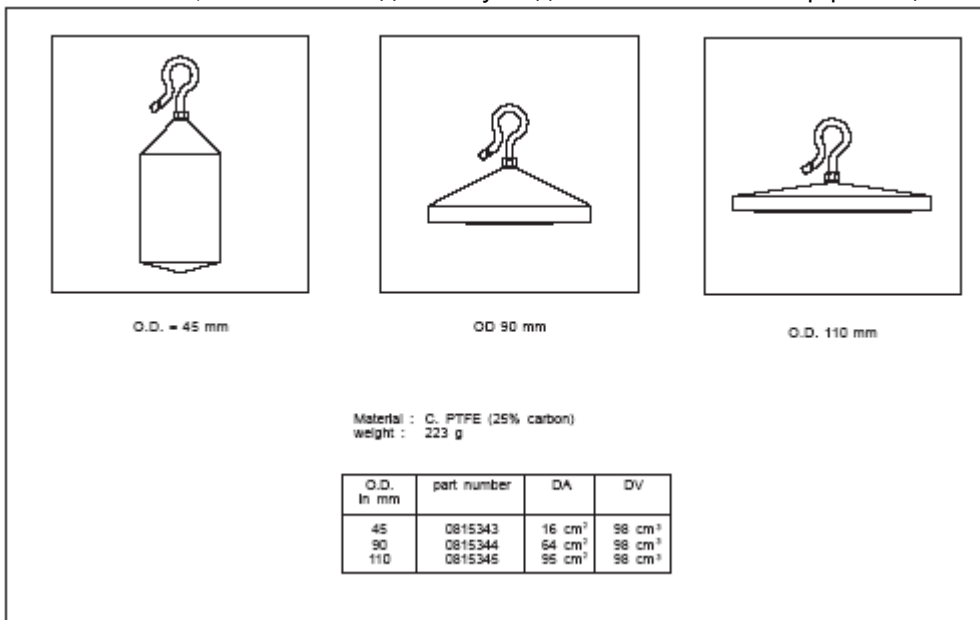 O.D. = 45 mm
OD 90 mm
O.D. 110 mm
Material : C. PTFE (25% carbon)
weight : 223 g
O.D. in mm part number DA DV
45 0815343 16 cm² 98 cm³
90 0815344 64 cm² 98 cm³
110 0815345 95 cm² 98 cm³